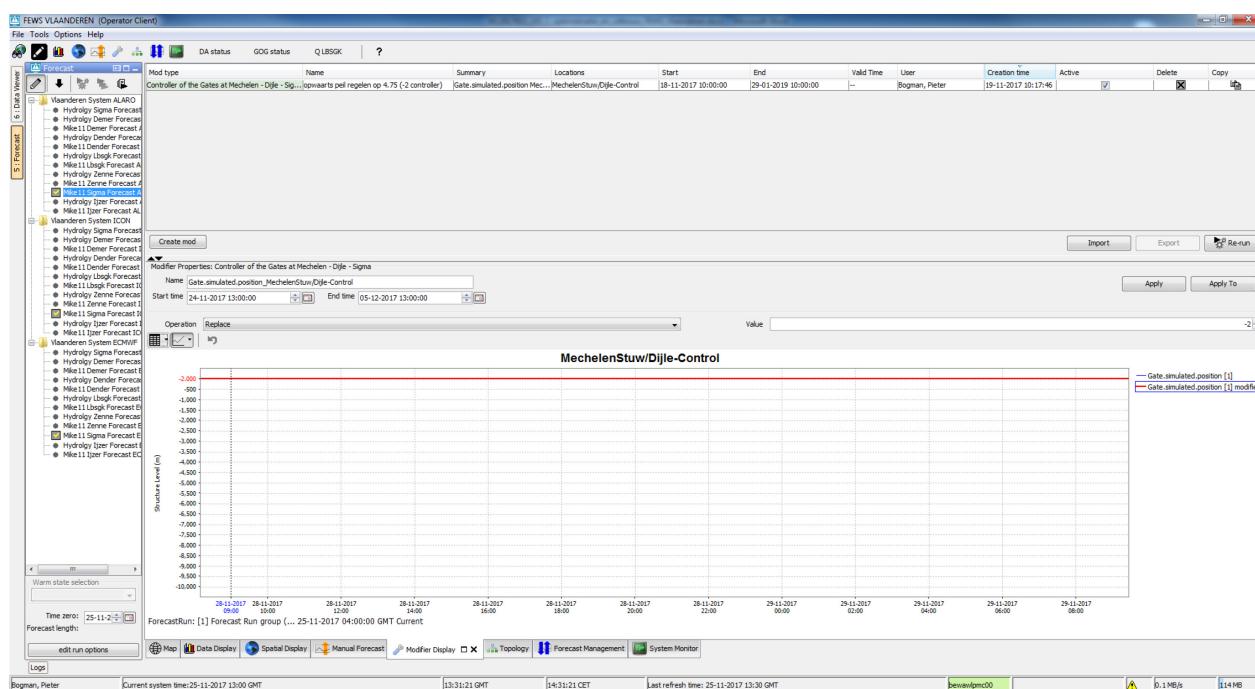 FEWS VLAANDEREN (Operator Client)
File Tools Options Help
DA status GOG status Q LBSGK ?
6 : Data Viewer
5 : Forecast
Forecast
Vlaanderen System ALARO
Hydrolgy Sigma Forecast
Hydrolgy Demer Forecas
Mike11 Demer Forecast A
Hydrolgy Dender Forecas
Mike11 Dender Forecast
Hydrolgy Lbsgk Forecast
Mike11 Lbsgk Forecast A
Hydrolgy Zenne Forecas
Mike11 Zenne Forecast A
Mike11 Sigma Forecast A
Hydrolgy Ijzer Forecast A
Mike11 Ijzer Forecast AL
Vlaanderen System ICON
Hydrolgy Sigma Forecast
Hydrolgy Demer Forecas
Mike11 Demer Forecast I
Hydrolgy Dender Forecas
Mike11 Dender Forecast
Hydrolgy Lbsgk Forecast
Mike11 Lbsgk Forecast IC
Hydrolgy Zenne Forecas
Mike11 Zenne Forecast I
Mike11 Sigma Forecast IC
Hydrolgy Ijzer Forecast I
Mike11 Ijzer Forecast ICO
Vlaanderen System ECMWF
Hydrolgy Sigma Forecast
Hydrolgy Demer Forecas
Mike11 Demer Forecast E
Hydrolgy Dender Forecas
Mike11 Dender Forecast
Hydrolgy Lbsgk Forecast
Mike11 Lbsgk Forecast E
Hydrolgy Zenne Forecas
Mike11 Zenne Forecast E
Mike11 Sigma Forecast E
Hydrolgy Ijzer Forecast E
Mike11 Ijzer Forecast EC
Warm state selection
Time zero: 25-11-2
Forecast length:
edit run options
Mod type Name Summary Locations Start End Valid Time User Creation time Active Delete Copy
Controller of the Gates at Mechelen - Dijle - Sig... opwaarts peil regelen op 4.75 (-2 controller) Gate.simulated.position Mec... MechelenStuw/Dijle-Control 18-11-2017 10:00:00 29-01-2019 10:00:00 -- Bogman, Pieter 19-11-2017 10:17:46
Create mod Import Export Re-run
Modifier Properties: Controller of the Gates at Mechelen - Dijle - Sigma
Name Gate.simulated.position_MechelenStuw/Dijle-Control Apply Apply To
Start time 24-11-2017 13:00:00 End time 05-12-2017 13:00:00
Operation Replace Value -2
MechelenStuw/Dijle-Control
Gate.simulated.position [1]
Gate.simulated.position [1] modifie
Structure Level (m)
-2.000
-500
-1.000
-1.500
-2.000
-2.500
-3.000
-3.500
-4.000
-4.500
-5.000
-5.500
-6.000
-6.500
-7.000
-7.500
-8.000
-8.500
-9.000
-9.500
-10.000
28-11-2017 28-11-2017 28-11-2017 28-11-2017 28-11-2017 28-11-2017 28-11-2017 28-11-2017 29-11-2017 29-11-2017 29-11-2017 29-11-2017 29-11-2017
09:00 10:00 12:00 14:00 16:00 18:00 20:00 22:00 00:00 02:00 04:00 06:00 08:00
ForecastRun: [1] Forecast Run group (... 25-11-2017 04:00:00 GMT Current
Map Data Display Spatial Display Manual Forecast Modifier Display Topology Forecast Management System Monitor
Logs
Bogman, Pieter Current system time:25-11-2017 13:00 GMT 13:31:21 GMT 14:31:21 CET Last refresh time: 25-11-2017 13:30 GMT bewawlpmc00 0.1 MB/s 114 MB